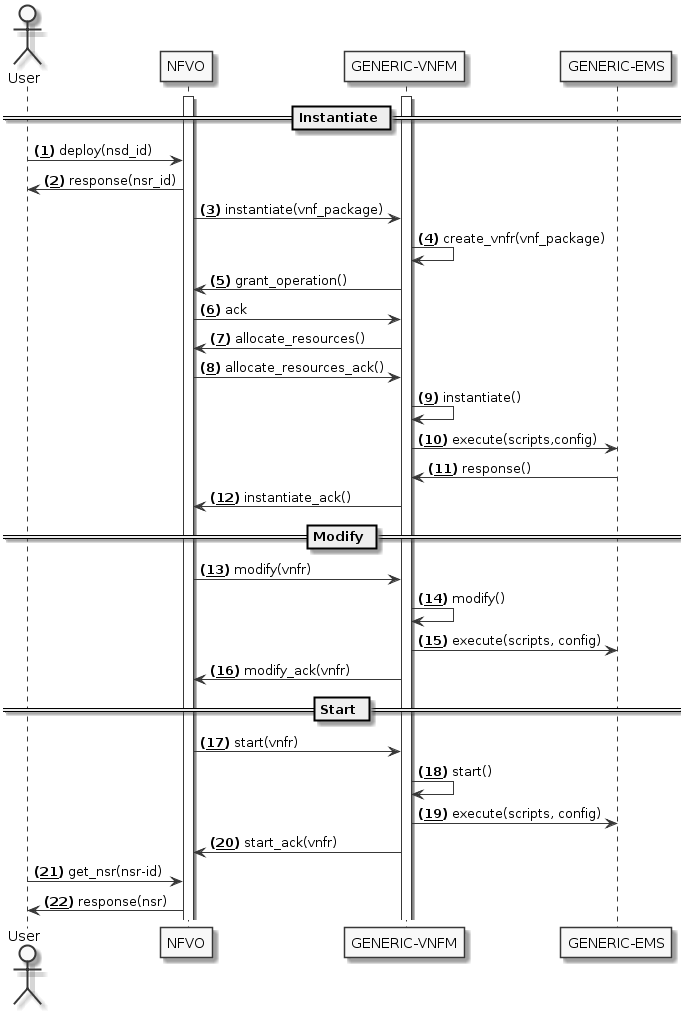 User
NFVO
GENERIC-VNFM
GENERIC-EMS
Instantiate
(1) deploy(nsd_id)
(2) response(nsr_id)
(3) instantiate(vnf_package)
(4) create_vnfr(vnf_package)
(5) grant_operation()
(6) ack
(7) allocate_resources()
(8) allocate_resources_ack()
(9) instantiate()
(10) execute(scripts,config)
(11) response()
(12) instantiate_ack()
Modify
(13) modify(vnfr)
(14) modify()
(15) execute(scripts, config)
(16) modify_ack(vnfr)
Start
(17) start(vnfr)
(18) start()
(19) execute(scripts, config)
(20) start_ack(vnfr)
(21) get_nsr(nsr-id)
(22) response(nsr)
User
NFVO
GENERIC-VNFM
GENERIC-EMS